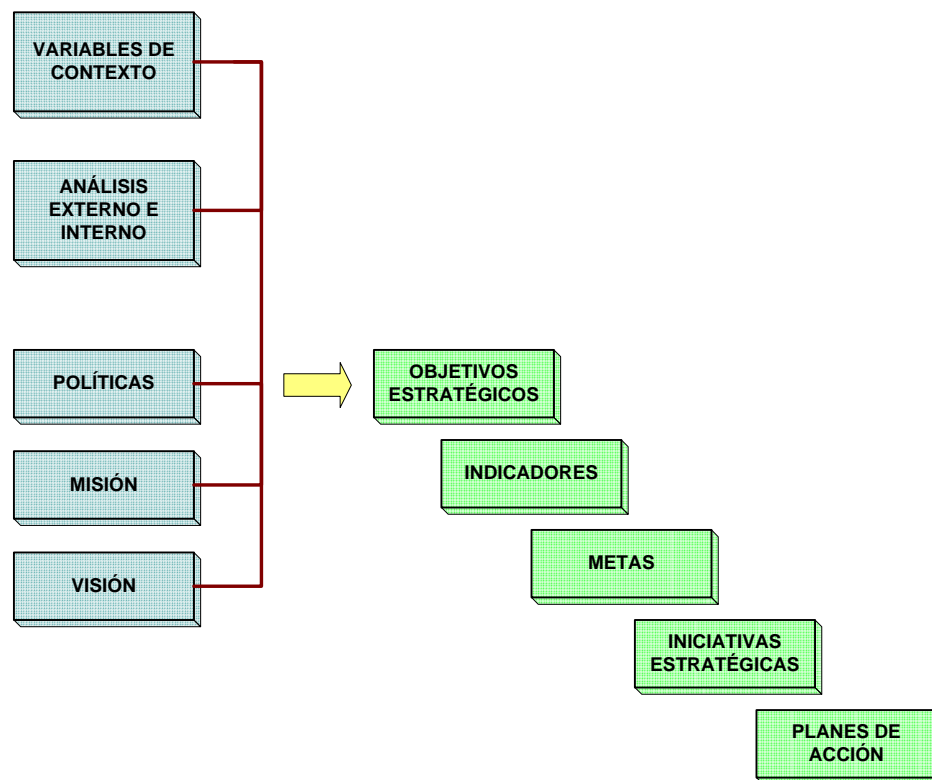 VARIABLES DE
CONTEXTO
ANÁLISIS
EXTERNO E
INTERNO
POLÍTICAS
MISIÓN
VISIÓN
OBJETIVOS
ESTRATÉGICOS
INDICADORES
METAS
INICIATIVAS
ESTRATÉGICAS
PLANES DE
ACCIÓN